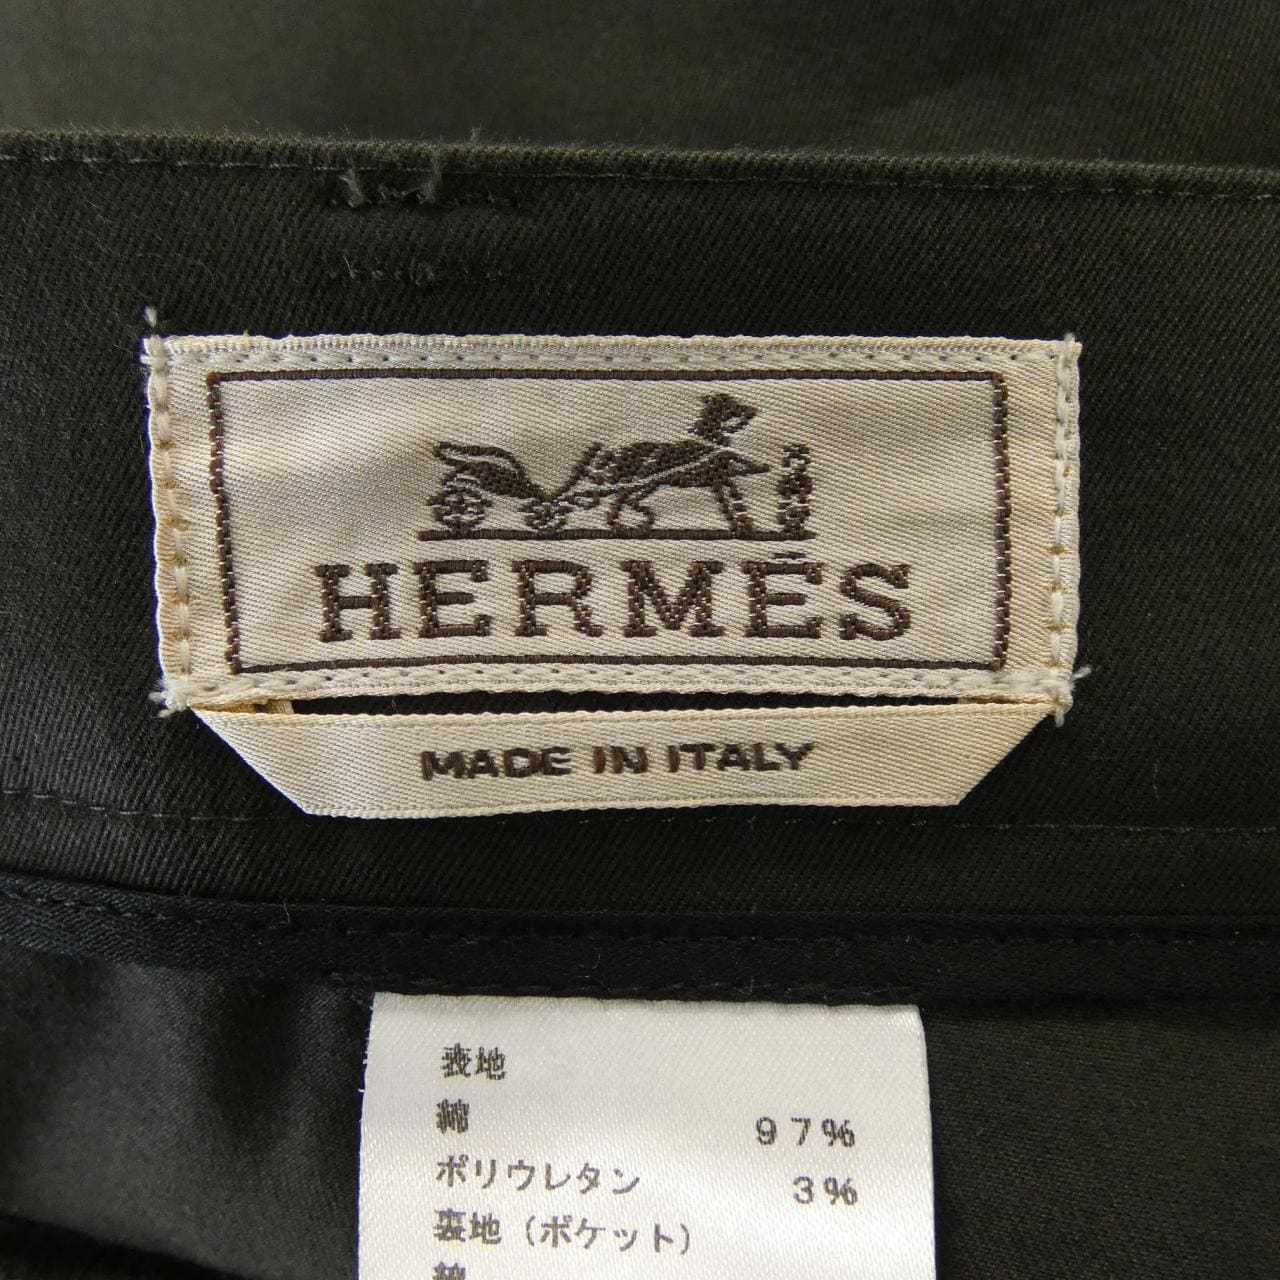 HERMÈS
MADE IN ITALY
表地
綿 97%
ポリウレタン 3%
裏地(ポケット)
綿